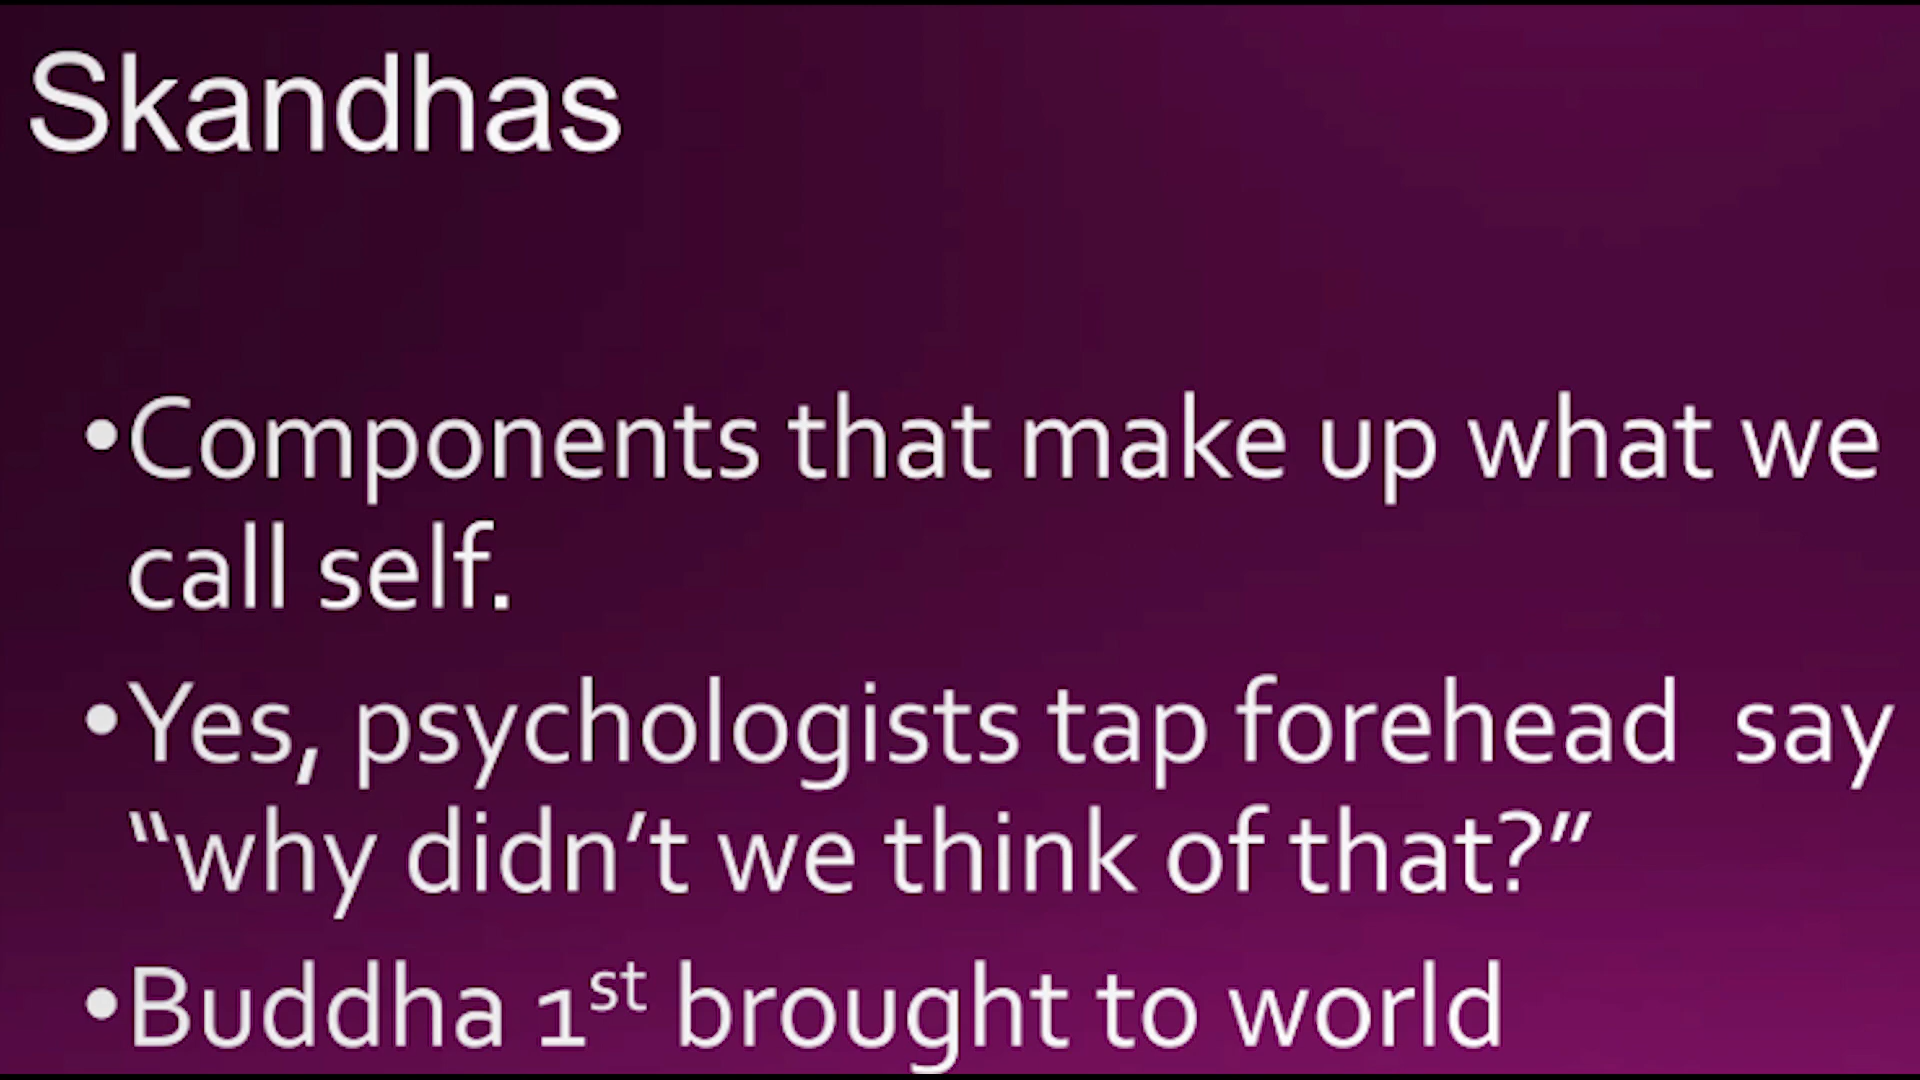 Skandhas
•Components that make up what we
call self.
•Yes, psychologists tap forehead  say
“why didn’t we think of that?”
•Buddha 1st brought to world